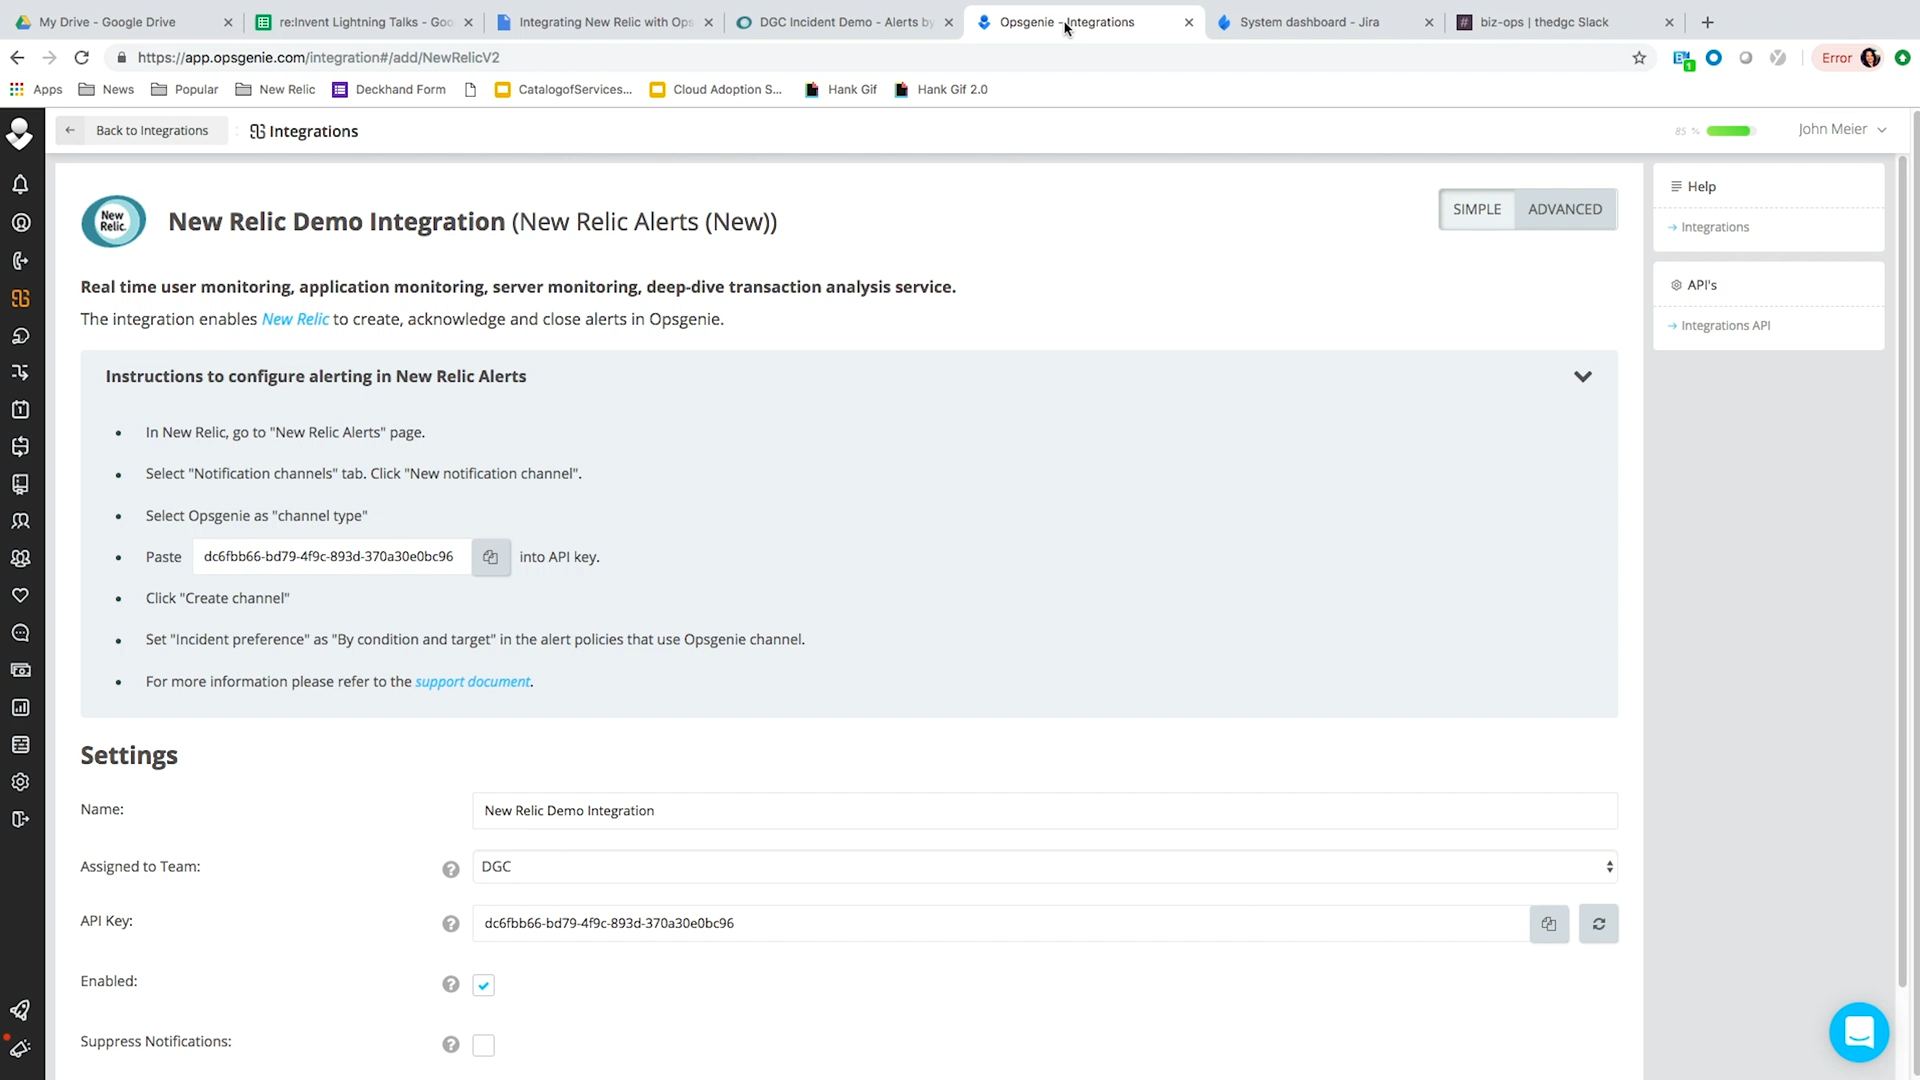 My Drive - Google Drive
re:Invent Lightning Talks - Goo
Integrating New Relic with Ops
DGC Incident Demo - Alerts by
Opsgenie - Integrations
System dashboard - Jira
biz-ops | thedgc Slack
https://app.opsgenie.com/integration#/add/NewRelicV2
1
Error
Apps
News
Popular
New Relic
Deckhand Form
CatalogofServices...
Cloud Adoption S...
Hank Gif
Hank Gif 2.0
Back to Integrations
Integrations
85 %
John Meier
New Relic.
New Relic Demo Integration (New Relic Alerts (New))
SIMPLE
ADVANCED
Help
Integrations
API's
Integrations API
Real time user monitoring, application monitoring, server monitoring, deep-dive transaction analysis service.
The integration enables New Relic to create, acknowledge and close alerts in Opsgenie.
Instructions to configure alerting in New Relic Alerts
In New Relic, go to "New Relic Alerts" page.
Select "Notification channels" tab. Click "New notification channel".
Select Opsgenie as "channel type"
Paste dc6fbb66-bd79-4f9c-893d-370a30e0bc96 into API key.
Click "Create channel"
Set "Incident preference" as "By condition and target" in the alert policies that use Opsgenie channel.
For more information please refer to the support document.
Settings
Name:
New Relic Demo Integration
Assigned to Team:
DGC
API Key:
dc6fbb66-bd79-4f9c-893d-370a30e0bc96
Enabled:
Suppress Notifications: